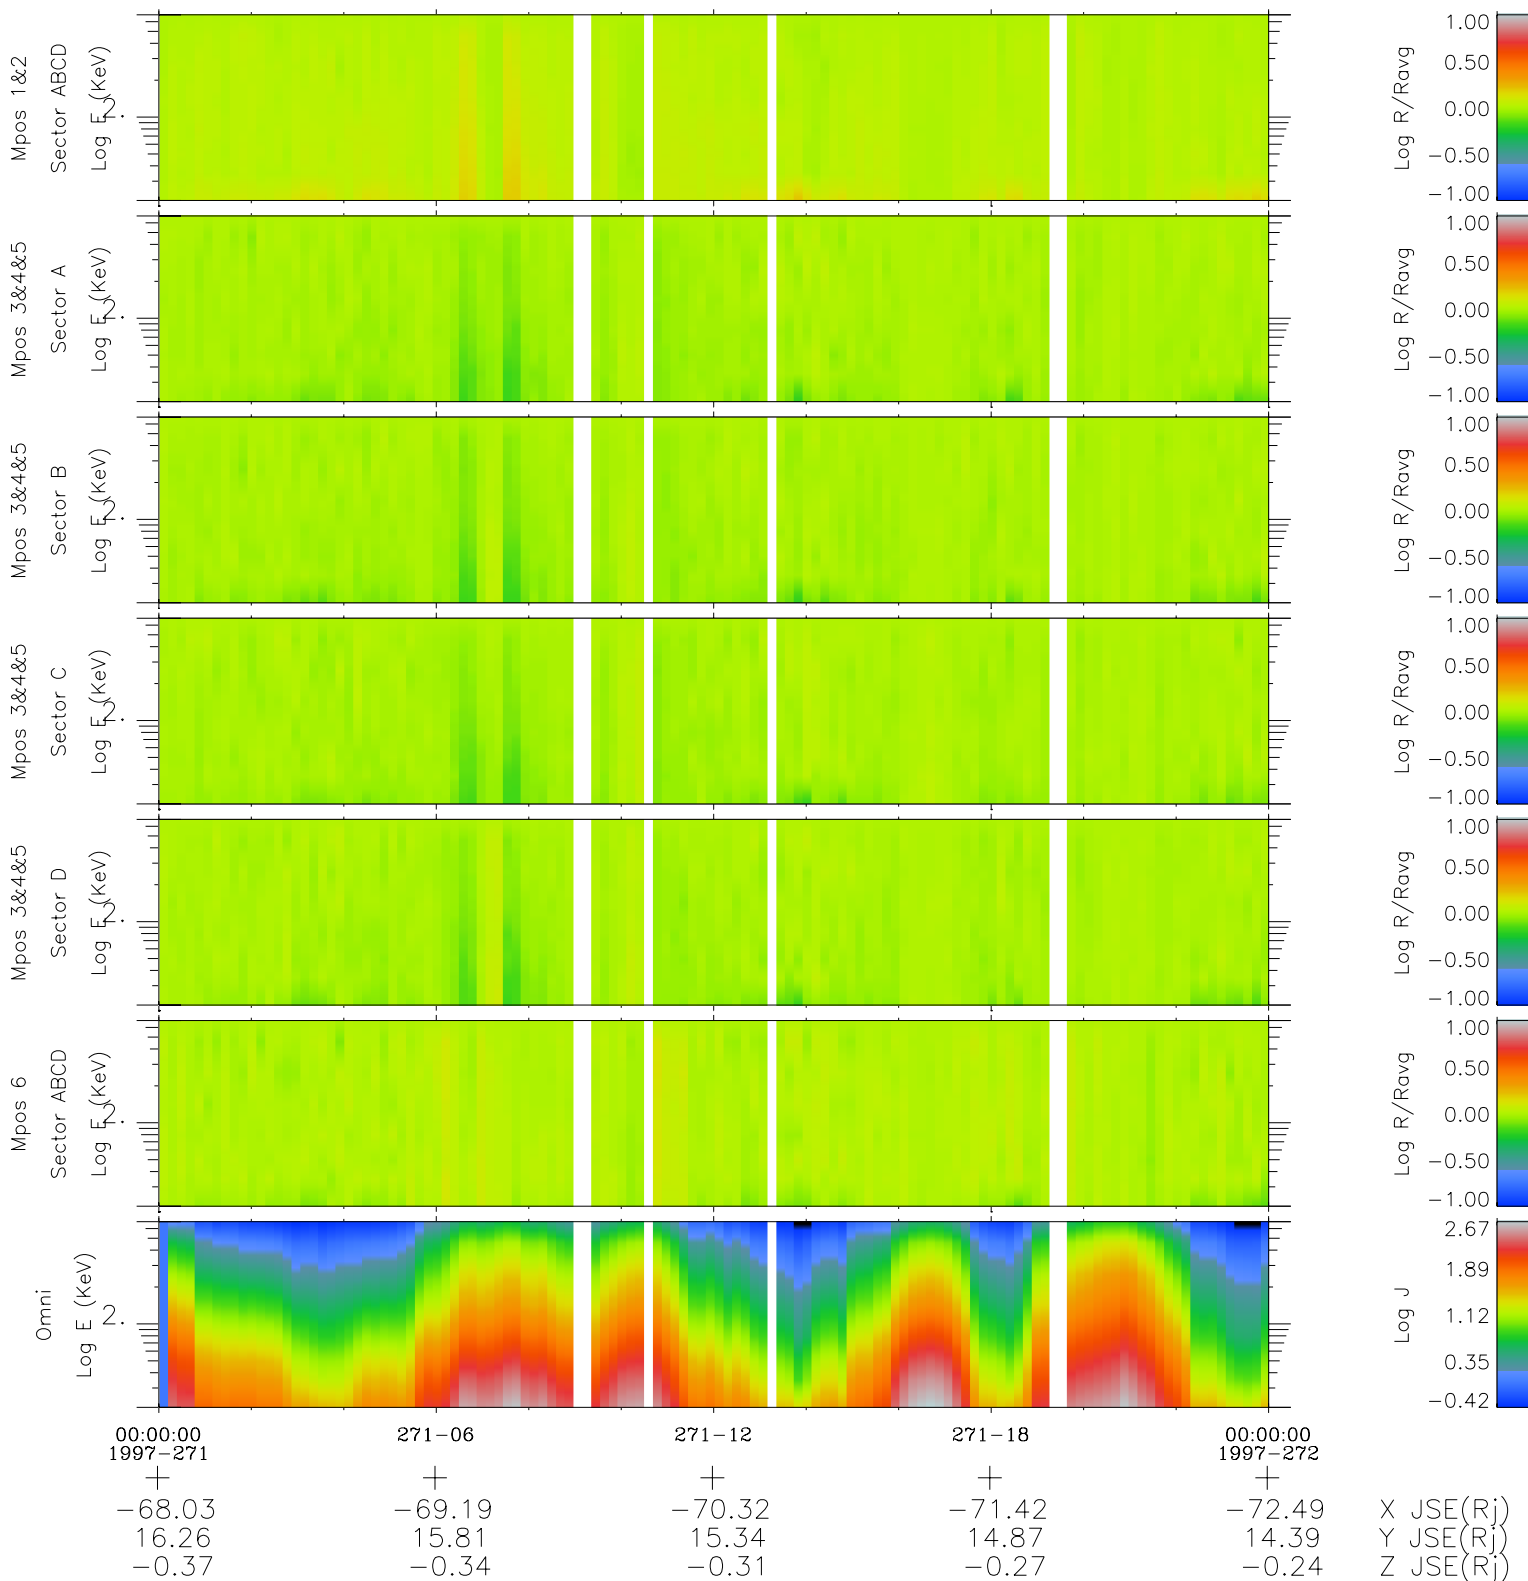 Mpos 1&2
Sector ABCD
Log E (KeV)
2.
Log R/Ravg
1.00
0.50
0.00
-0.50
-1.00
Mpos 3&4&5
Sector A
Log E (KeV)
2.
Log R/Ravg
1.00
0.50
0.00
-0.50
-1.00
Mpos 3&4&5
Sector B
Log E (KeV)
2.
Log R/Ravg
1.00
0.50
0.00
-0.50
-1.00
Mpos 3&4&5
Sector C
Log E (KeV)
2.
Log R/Ravg
1.00
0.50
0.00
-0.50
-1.00
Mpos 3&4&5
Sector D
Log E (KeV)
2.
Log R/Ravg
1.00
0.50
0.00
-0.50
-1.00
Mpos 6
Sector ABCD
Log E (KeV)
2.
Log R/Ravg
1.00
0.50
0.00
-0.50
-1.00
Omni
Log E (KeV)
2.
Log J
2.67
1.89
1.12
0.35
-0.42
00:00:00 271-06 271-12 271-18 00:00:00
1997-271 1997-272
-68.03 -69.19 -70.32 -71.42 -72.49 X JSE(Rj)
16.26 15.81 15.34 14.87 14.39 Y JSE(Rj)
-0.37 -0.34 -0.31 -0.27 -0.24 Z JSE(Rj)